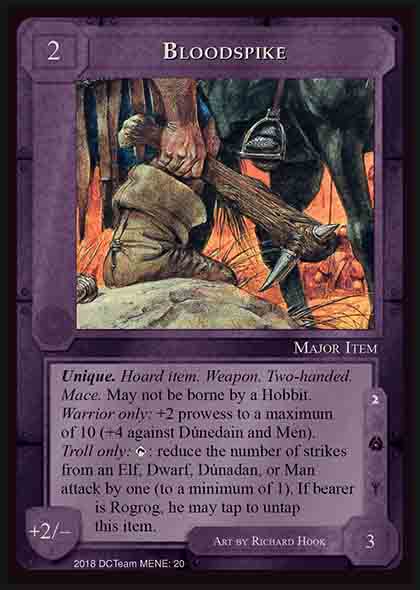 2
BLOODSPIKE
MAJOR ITEM
Unique. Hoard item. Weapon. Two-handed.
Mace. May not be borne by a Hobbit.
Warrior only: +2 prowess to a maximum
of 10 (+4 against Dúnedain and Men).
Troll only: : reduce the number of strikes
from an Elf, Dwarf, Dúnadan, or Man
attack by one (to a minimum of 1). If bearer
is Rogrog, he may tap to untap
this item.
2
+2/–
ART BY RICHARD HOOK
3
2018 DCTeam MENE: 20